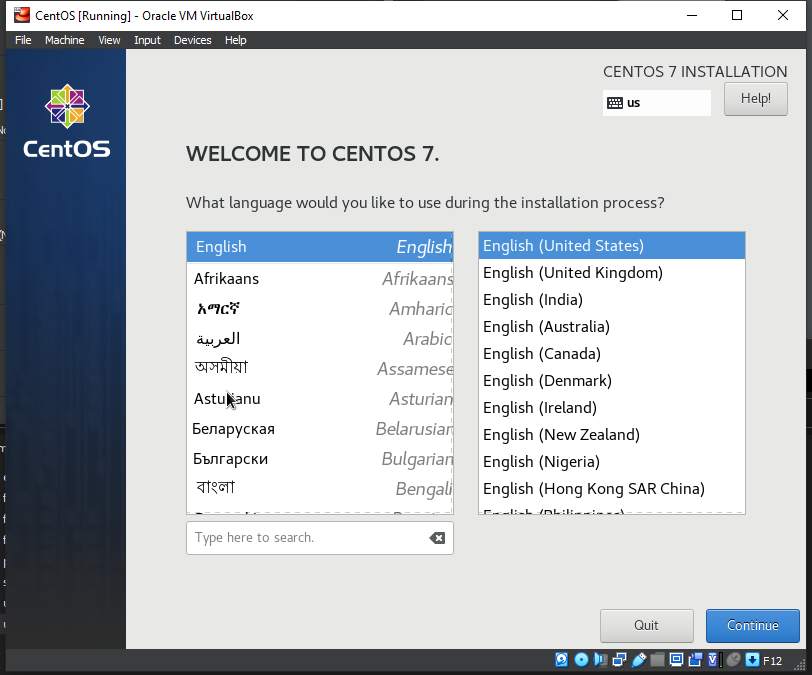 CentOS [Running] - Oracle VM VirtualBox
File Machine View Input Devices Help
CentOS
CENTOS 7 INSTALLATION
us
Help!
WELCOME TO CENTOS 7.
What language would you like to use during the installation process?
English English
Afrikaans Afrikaans
አማርኛ Amharic
العربية Arabic
অসমীয়া Assamese
Asturianu Asturian
Беларуская Belarusian
Български Bulgarian
বাংলা Bengali
English (United States)
English (United Kingdom)
English (India)
English (Australia)
English (Canada)
English (Denmark)
English (Ireland)
English (New Zealand)
English (Nigeria)
English (Hong Kong SAR China)
English (Philippines)
Type here to search.
Quit
Continue
F12